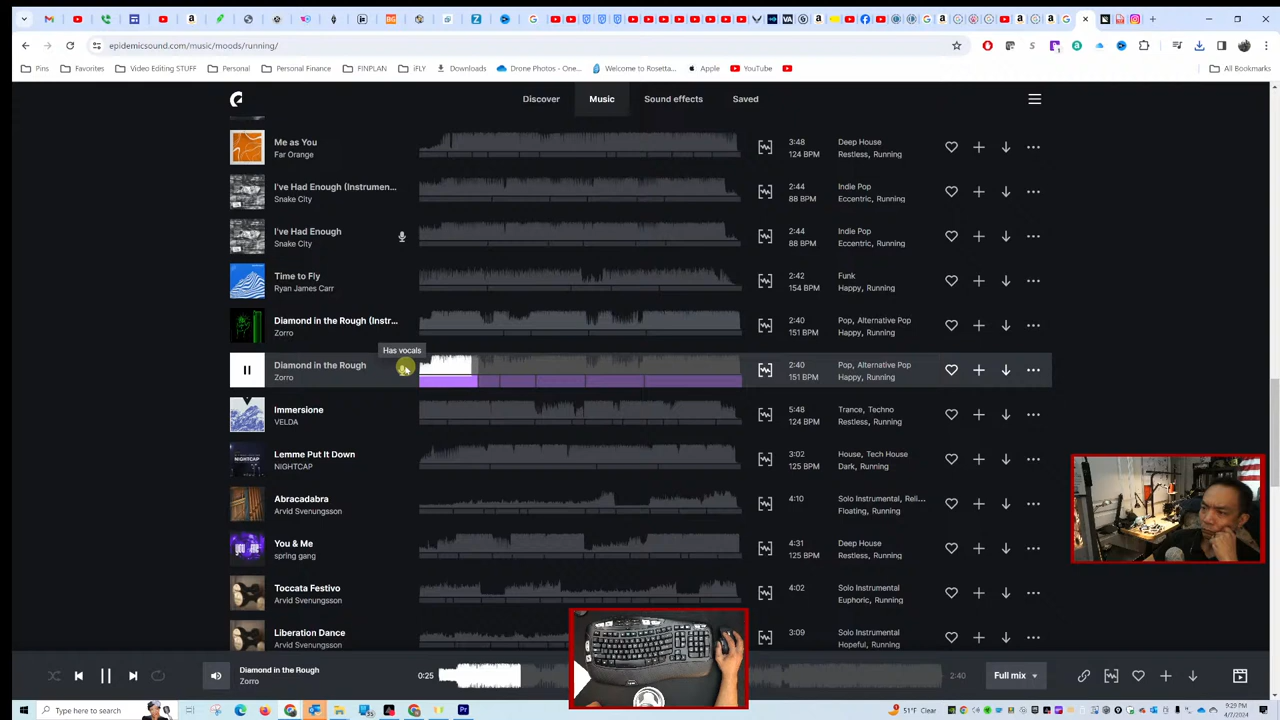 epidemicsound.com/music/moods/running/
Pins
Favorites
Video Editing STUFF
Personal
Personal Finance
FINPLAN
iFLY
Downloads
Drone Photos - One...
Welcome to Rosetta...
Apple
YouTube
All Bookmarks
Discover
Music
Sound effects
Saved
Me as You
Far Orange
3:48
124 BPM
Deep House
Restless, Running
I've Had Enough (Instrumen...
Snake City
2:44
88 BPM
Indie Pop
Eccentric, Running
I've Had Enough
Snake City
2:44
88 BPM
Indie Pop
Eccentric, Running
Time to Fly
Ryan James Carr
2:42
154 BPM
Funk
Happy, Running
Diamond in the Rough (Instr...
Zorro
2:40
151 BPM
Pop, Alternative Pop
Happy, Running
Has vocals
Diamond in the Rough
Zorro
2:40
151 BPM
Pop, Alternative Pop
Happy, Running
Immersione
VELDA
5:48
124 BPM
Trance, Techno
Restless, Running
Lemme Put It Down
NIGHTCAP
3:02
125 BPM
House, Tech House
Dark, Running
Abracadabra
Arvid Svenungsson
4:10
Solo Instrumental, Reli...
Floating, Running
You & Me
spring gang
4:31
125 BPM
Deep House
Restless, Running
Toccata Festivo
Arvid Svenungsson
4:02
Solo Instrumental
Euphoric, Running
Liberation Dance
Arvid Svenungsson
3:09
Solo Instrumental
Hopeful, Running
Diamond in the Rough
Zorro
0:25
2:40
Full mix
Type here to search
51°F Clear
9:29 PM
4/7/2024